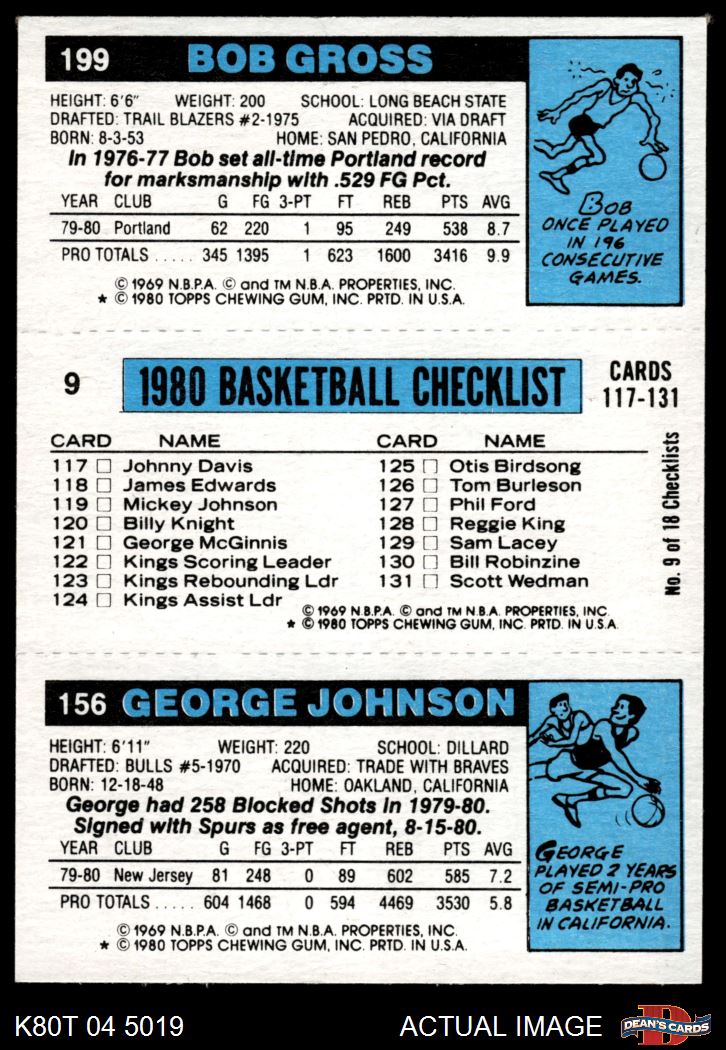 199 BOB GROSS
HEIGHT: 6'6" WEIGHT: 200 SCHOOL: LONG BEACH STATE
DRAFTED: TRAIL BLAZERS #2-1975 ACQUIRED: VIA DRAFT
BORN: 8-3-53 HOME: SAN PEDRO, CALIFORNIA
In 1976-77 Bob set all-time Portland record
for marksmanship with .529 FG Pct.
YEAR CLUB G FG 3-PT FT REB PTS AVG
79-80 Portland 62 220 1 95 249 538 8.7
PRO TOTALS ..... 345 1395 1 623 1600 3416 9.9
© 1969 N.B.P.A. © and TM N.B.A. PROPERTIES, INC.
* © 1980 TOPPS CHEWING GUM, INC. PRTD. IN U.S.A.
BOB
ONCE PLAYED
IN 196
CONSECUTIVE
GAMES.
9 1980 BASKETBALL CHECKLIST CARDS
117-131
CARD NAME CARD NAME
117 Johnny Davis 125 Otis Birdsong
118 James Edwards 126 Tom Burleson
119 Mickey Johnson 127 Phil Ford
120 Billy Knight 128 Reggie King
121 George McGinnis 129 Sam Lacey
122 Kings Scoring Leader 130 Bill Robinzine
123 Kings Rebounding Ldr 131 Scott Wedman
124 Kings Assist Ldr
© 1969 N.B.P.A. © and TM N.B.A. PROPERTIES, INC.
* © 1980 TOPPS CHEWING GUM, INC. PRTD. IN U.S.A.
No. 9 of 18 Checklists
156 GEORGE JOHNSON
HEIGHT: 6'11" WEIGHT: 220 SCHOOL: DILLARD
DRAFTED: BULLS #5-1970 ACQUIRED: TRADE WITH BRAVES
BORN: 12-18-48 HOME: OAKLAND, CALIFORNIA
George had 258 Blocked Shots in 1979-80.
Signed with Spurs as free agent, 8-15-80.
YEAR CLUB G FG 3-PT FT REB PTS AVG
79-80 New Jersey 81 248 0 89 602 585 7.2
PRO TOTALS ..... 604 1468 0 594 4469 3530 5.8
© 1969 N.B.P.A. © and TM N.B.A. PROPERTIES, INC.
* © 1980 TOPPS CHEWING GUM, INC. PRTD. IN U.S.A.
GEORGE
PLAYED 2 YEARS
OF SEMI-PRO
BASKETBALL
IN CALIFORNIA.
K80T 04 5019 ACTUAL IMAGE D DEAN'S CARDS